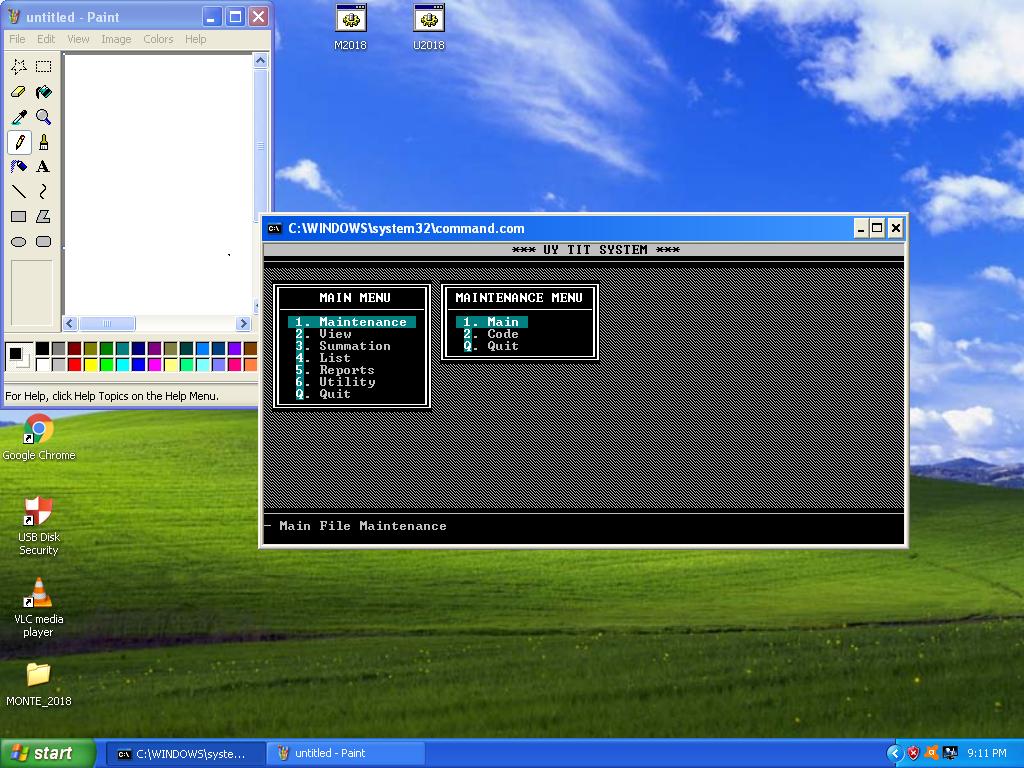 untitled - Paint
File Edit View Image Colors Help
A
For Help, click Help Topics on the Help Menu.
M2018
U2018
C:\WINDOWS\system32\command.com
*** UY TIT SYSTEM ***
MAIN MENU
1. Maintenance
2. View
3. Summation
4. List
5. Reports
6. Utility
Q. Quit
MAINTENANCE MENU
1. Main
2. Code
Q. Quit
- Main File Maintenance
Google Chrome
USB Disk
Security
VLC media
player
MONTE_2018
start
C:\WINDOWS\syste...
untitled - Paint
9:11 PM